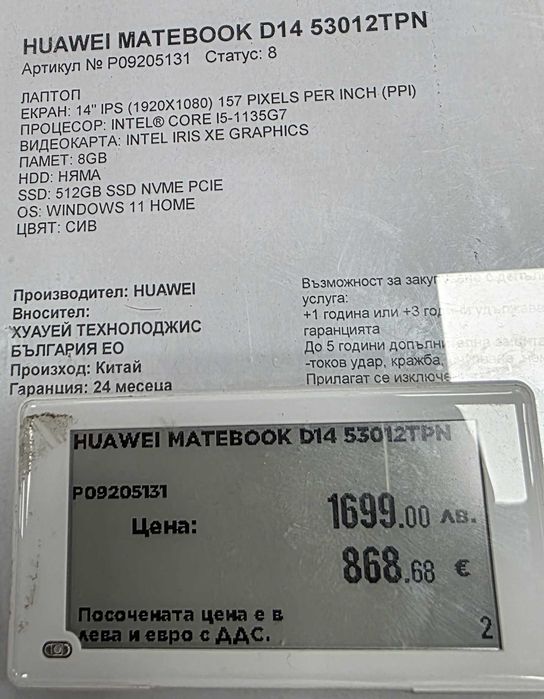 HUAWEI MATEBOOK D14 53012TPN
Артикул № P09205131 Статус: 8
ЛАПТОП
ЕКРАН: 14" IPS (1920X1080) 157 PIXELS PER INCH (PPI)
ПРОЦЕСОР: INTEL® CORE I5-1135G7
ВИДЕОКАРТА: INTEL IRIS XE GRAPHICS
ПАМЕТ: 8GB
HDD: НЯМА
SSD: 512GB SSD NVME PCIE
OS: WINDOWS 11 HOME
ЦВЯТ: СИВ
Производител: HUAWEI
Вносител:
ХУАУЕЙ ТЕХНОЛОДЖИС
БЪЛГАРИЯ ЕО
Произход: Китай
Гаранция: 24 месеца
Възможност за
услуга:
+1 година или +3
гаранцията
До 5 години
-токов удар, кражба,
Прилагат се
HUAWEI MATEBOOK D14 53012TPN
P09205131
Цена:
1699.00 лв.
868.68 €
Посочената цена е в
лева и евро с ДДС.
2